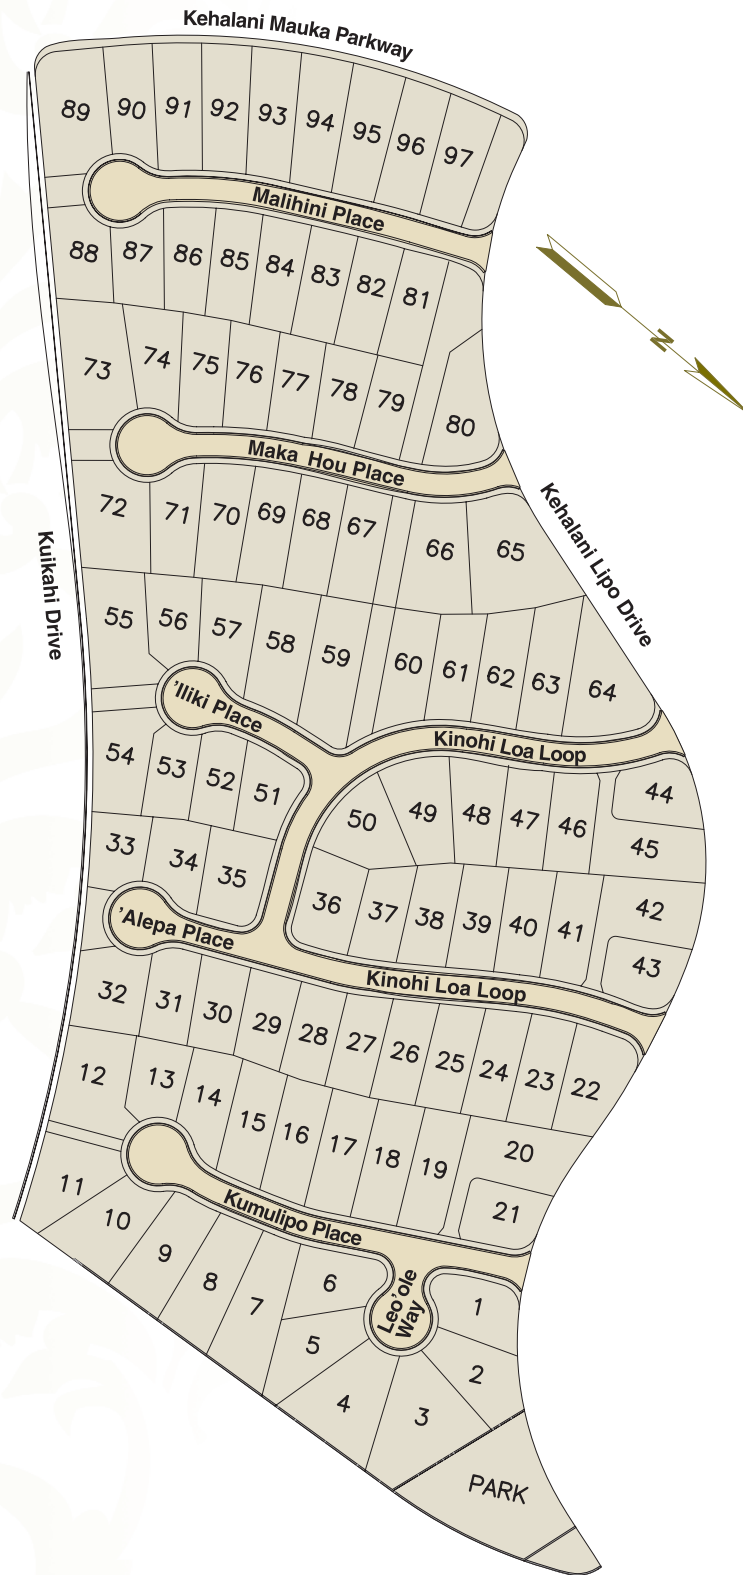 Kehalani Mauka Parkway
89 90 91 92 93 94 95 96 97
Malihini Place
88 87 86 85 84 83 82 81
N
73 74 75 76 77 78 79 80
Maka Hou Place
72 71 70 69 68 67 66 65
Kehalani Lipo Drive
Kuikahi Drive
55 56 57 58 59 60 61 62 63 64
'Iliki Place
Kinohi Loa Loop
54 53 52 51 50 49 48 47 46 44
45
33 34 35 36 37 38 39 40 41 42
43
'Alepa Place
Kinohi Loa Loop
32 31 30 29 28 27 26 25 24 23 22
12 13 14 15 16 17 18 19 20
21
11 10 9 8 7 6
Kumulipo Place
Leo'ole
Way
1
5 2
4 3
PARK